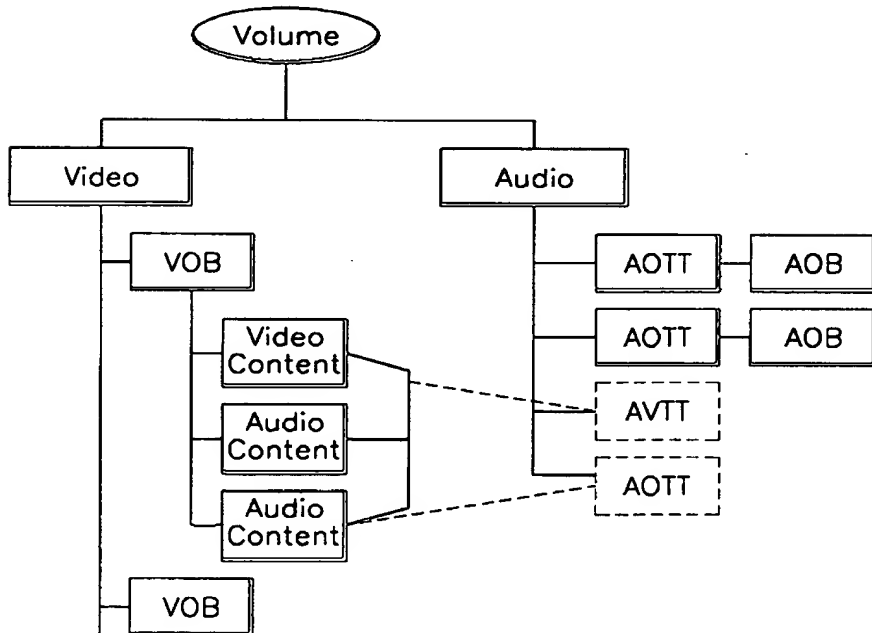 Volume
Video
Audio
VOB
AOTT
AOB
AOTT
AOB
Video
Content
Audio
Content
Audio
Content
AVTT
AOTT
VOB